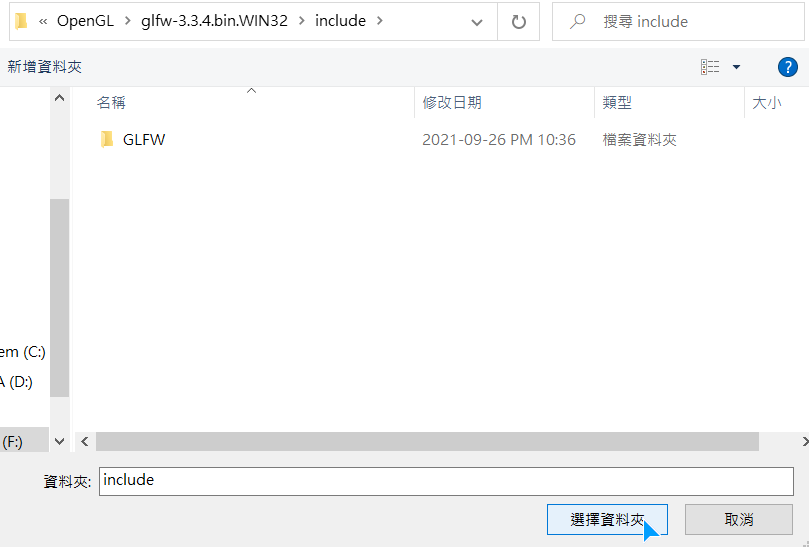 « OpenGL > glfw-3.3.4.bin.WIN32 > include >
搜尋 include
新增資料夾
?
名稱 修改日期 類型 大小
GLFW 2021-09-26 PM 10:36 檔案資料夾
em (C:)
A (D:)
(F:)
資料夾: include
選擇資料夾 取消